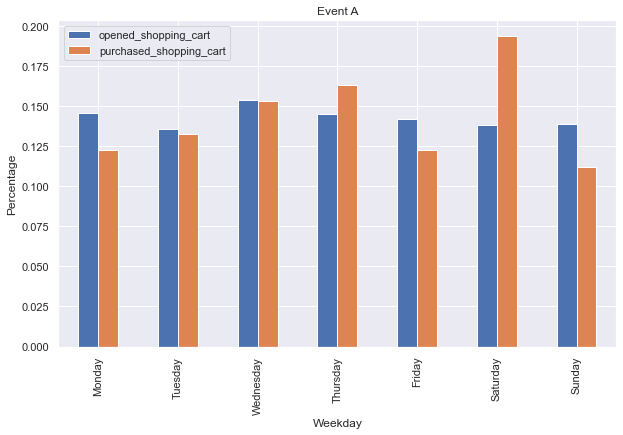 Event A
opened_shopping_cart
purchased_shopping_cart
0.200
0.175
0.150
0.125
0.100
0.075
0.050
0.025
0.000
Percentage
Monday
Tuesday
Wednesday
Thursday
Friday
Saturday
Sunday
Weekday